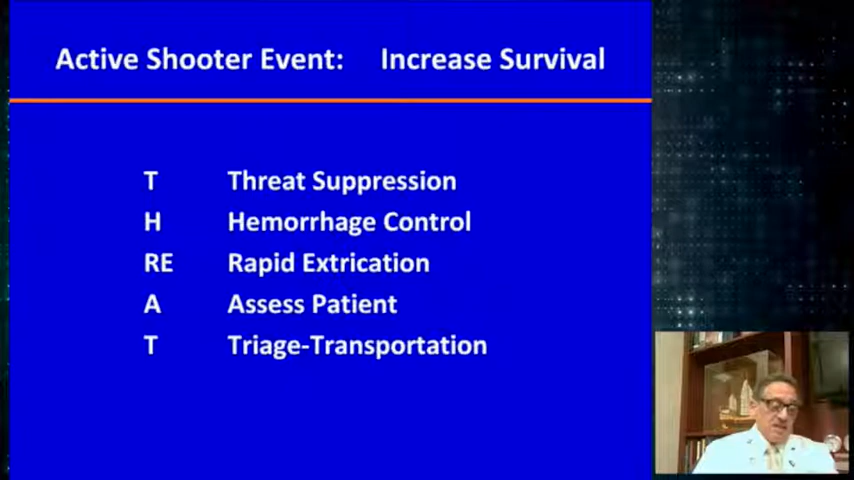 Active Shooter Event: Increase Survival
T Threat Suppression
H Hemorrhage Control
RE Rapid Extrication
A Assess Patient
T Triage-Transportation